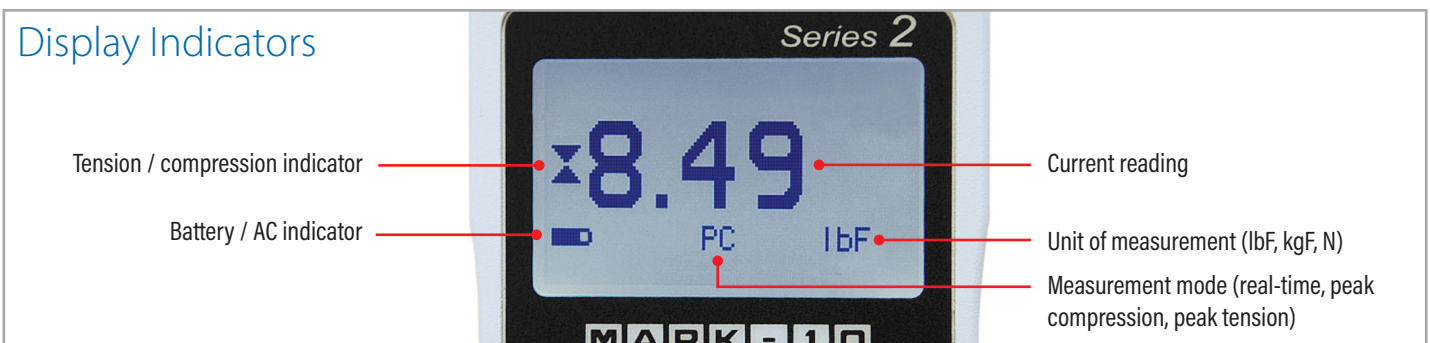 Display Indicators
Series 2
Tension / compression indicator
8.49
Current reading
Battery / AC indicator
PC
lbF
Unit of measurement (lbF, kgF, N)
Measurement mode (real-time, peak
compression, peak tension)
MARK-10